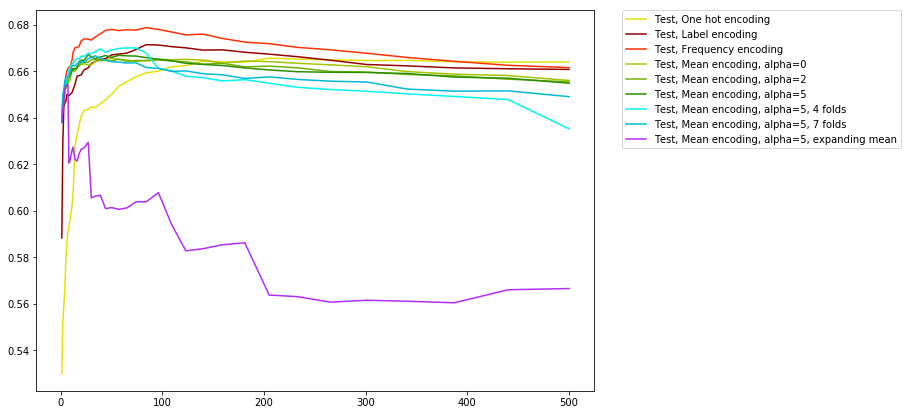 0.68
0.66
0.64
0.62
0.60
0.58
0.56
0.54
0
100
200
300
400
500
Test, One hot encoding
Test, Label encoding
Test, Frequency encoding
Test, Mean encoding, alpha=0
Test, Mean encoding, alpha=2
Test, Mean encoding, alpha=5
Test, Mean encoding, alpha=5, 4 folds
Test, Mean encoding, alpha=5, 7 folds
Test, Mean encoding, alpha=5, expanding mean